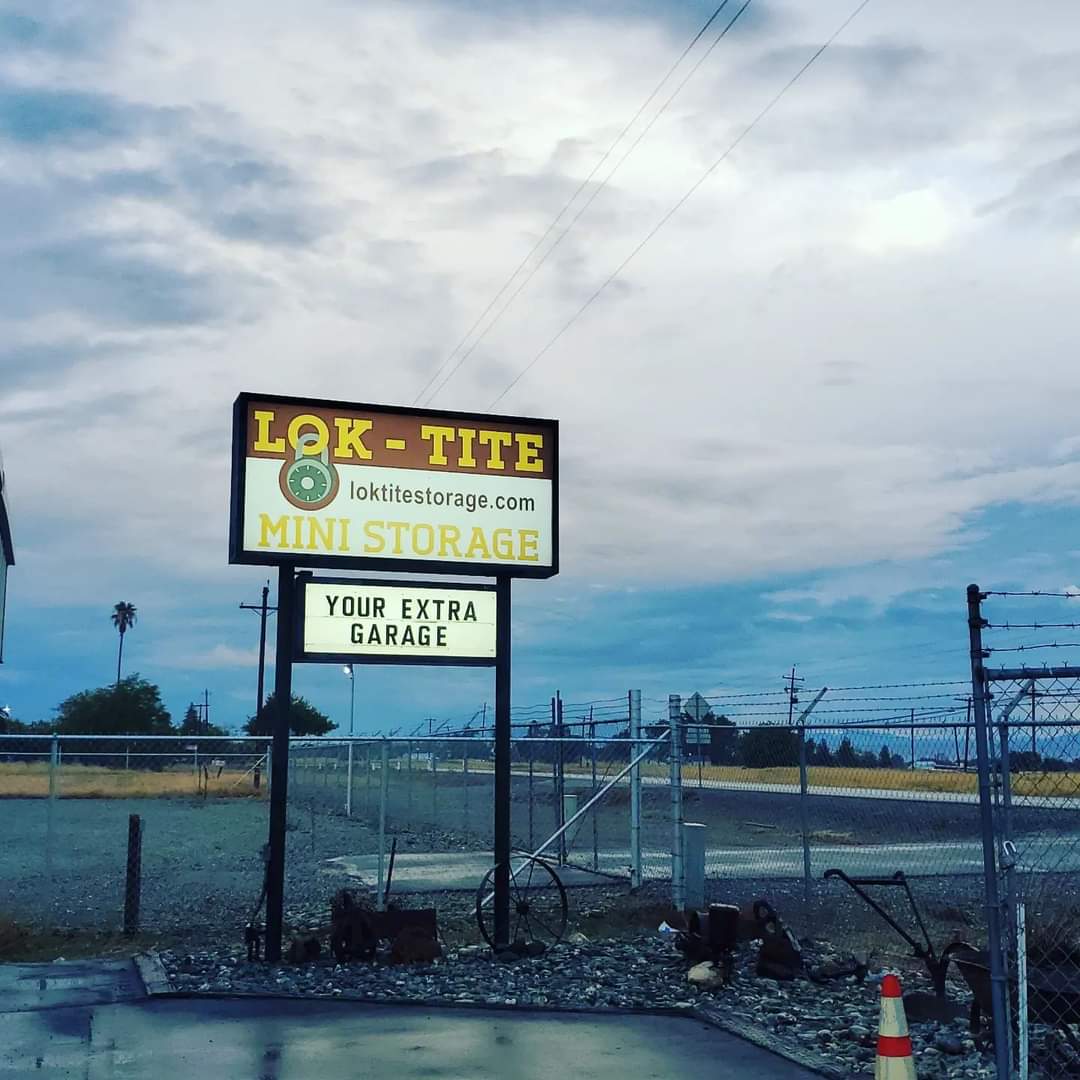 LOK - TITE
loktitestorage.com
MINI STORAGE
YOUR EXTRA
GARAGE